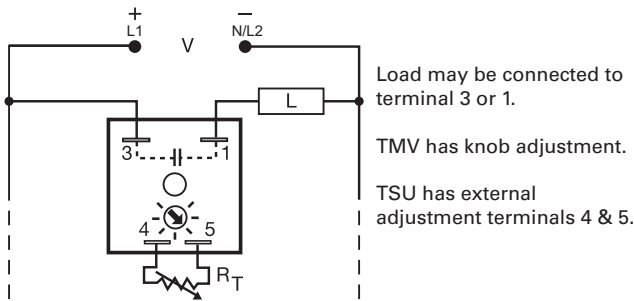 + −
L1 V N/L2
L
3 1
4 5
RT
Load may be connected to
terminal 3 or 1.
TMV has knob adjustment.
TSU has external
adjustment terminals 4 & 5.